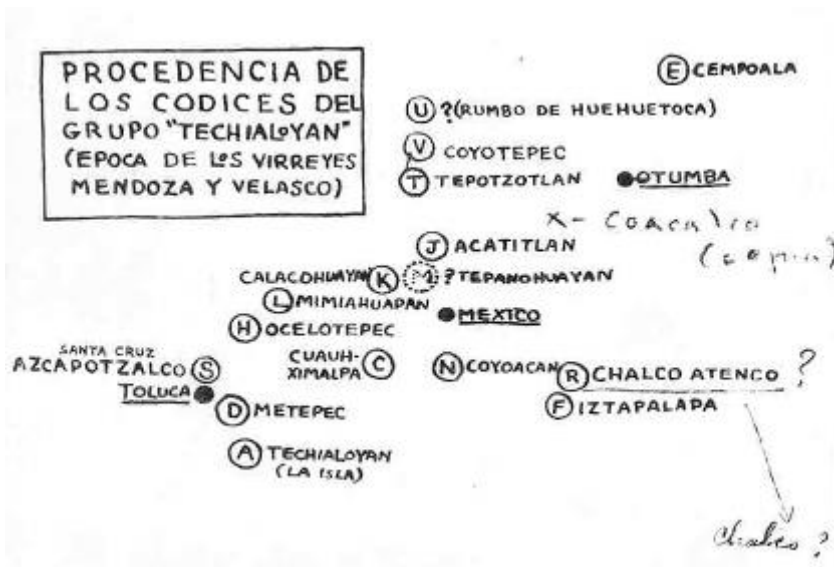 PROCEDENCIA DE
LOS CODICES DEL
GRUPO "TECHIALOYAN"
(EPOCA DE LOS VIRREYES
MENDOZA Y VELASCO)
E CEMPOALA
U ? (RUMBO DE HUEHUETOCA)
V COYOTEPEC
T TEPOTZOTLAN
OTUMBA
X - Coacalco
(copia)
J ACATITLAN
CALACOHUAYAN K
M ? TEPANOHUAYAN
L MIMIAHUAPAN
MEXICO
H OCELOTEPEC
SANTA CRUZ
AZCAPOTZALCO S
CUAUH-
XIMALPA C
N COYOACAN
R CHALCO ATENCO ?
TOLUCA
D METEPEC
F IZTAPALAPA
A TECHIALOYAN
(LA ISLA)
Chalco ?